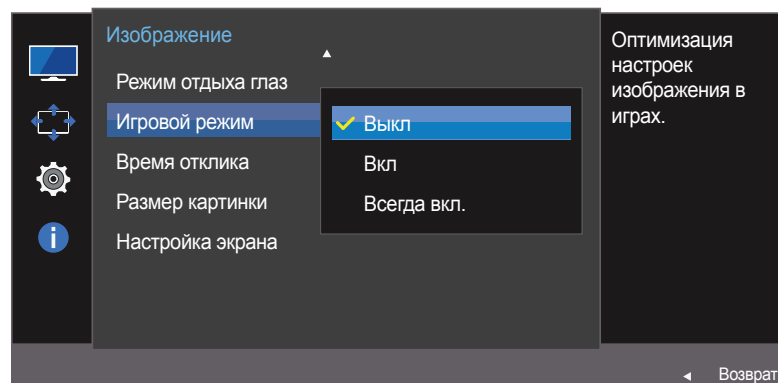 Изображение
Режим отдыха глаз
Игровой режим
Время отклика
Размер картинки
Настройка экрана
Выкл
Вкл
Всегда вкл.
Оптимизация
настроек
изображения в
играх.
Возврат